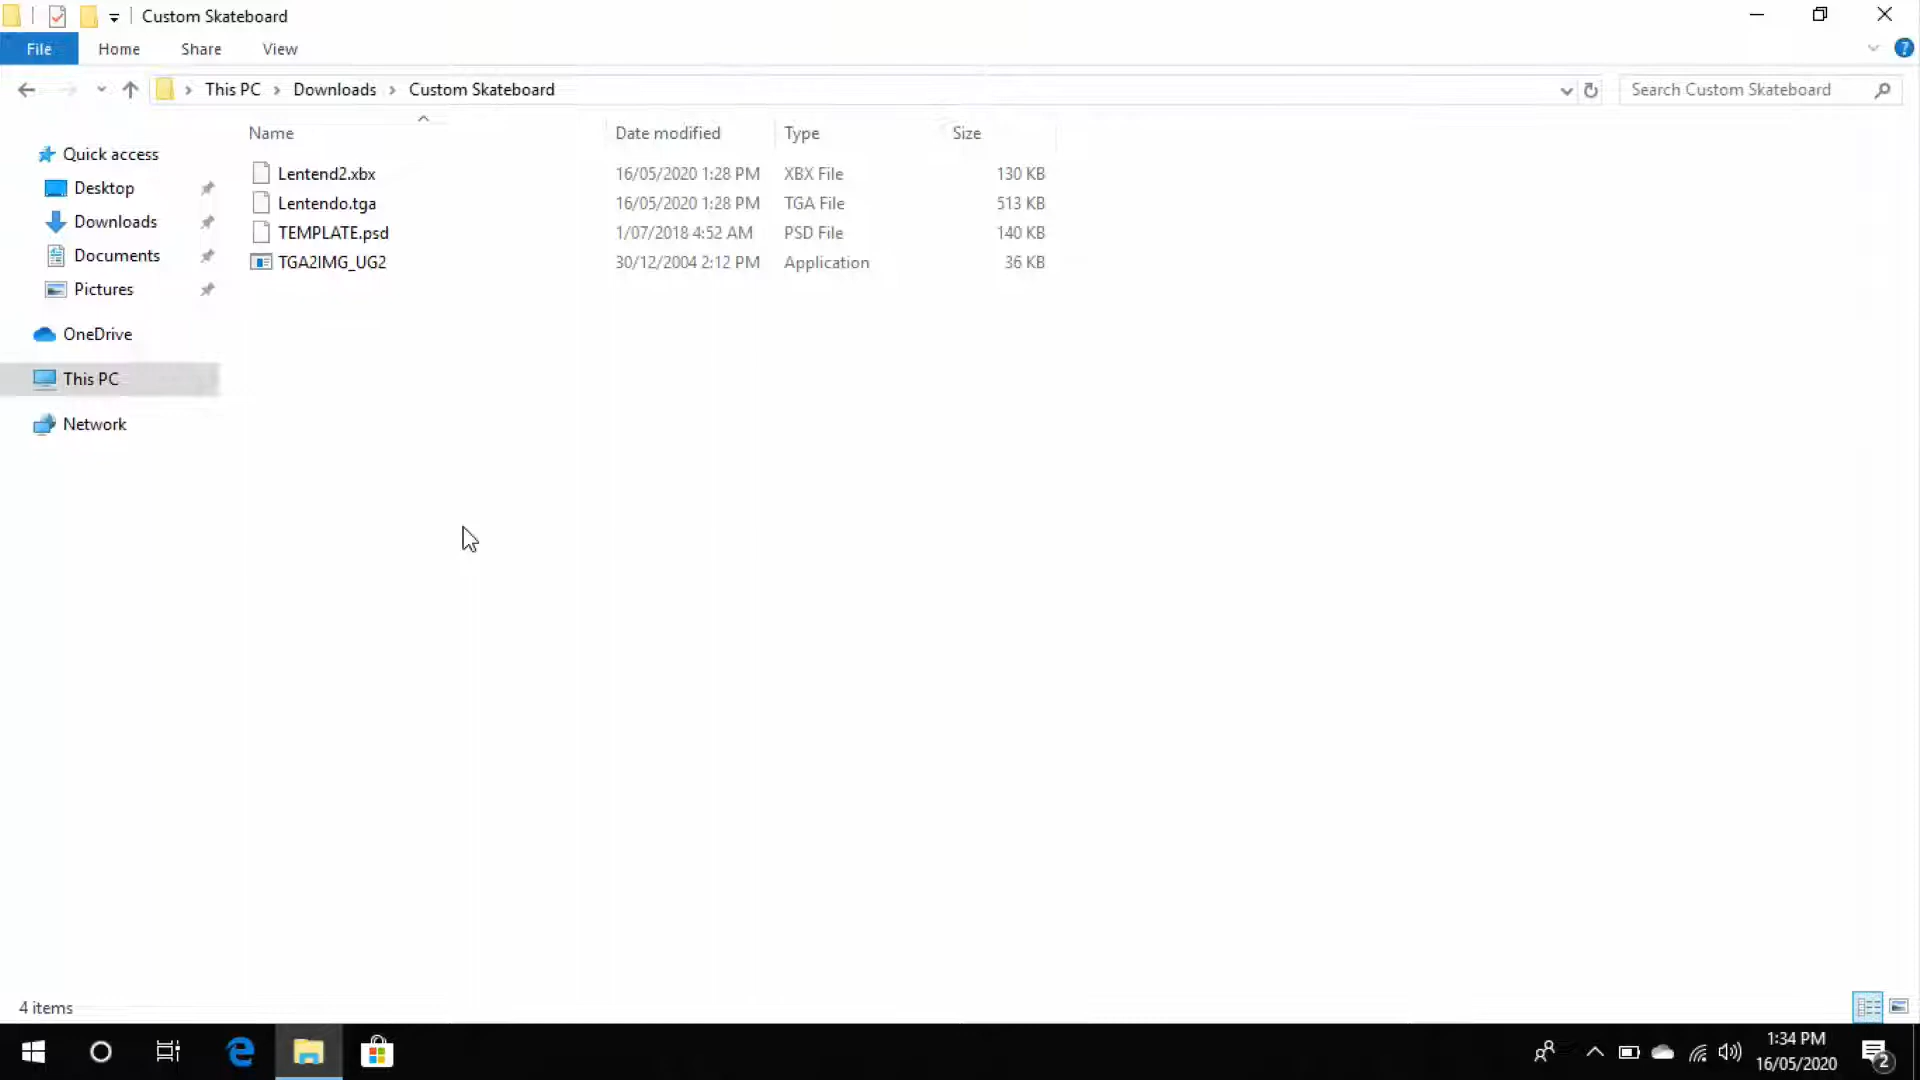 Custom Skateboard
File Home Share View
This PC Downloads Custom Skateboard
Search Custom Skateboard
Name Date modified Type Size
Quick access
Desktop
Downloads
Documents
Pictures
OneDrive
This PC
Network
Lentend2.xbx 16/05/2020 1:28 PM XBX File 130 KB
Lentendo.tga 16/05/2020 1:28 PM TGA File 513 KB
TEMPLATE.psd 1/07/2018 4:52 AM PSD File 140 KB
TGA2IMG_UG2 30/12/2004 2:12 PM Application 36 KB
4 items
1:34 PM
16/05/2020
2